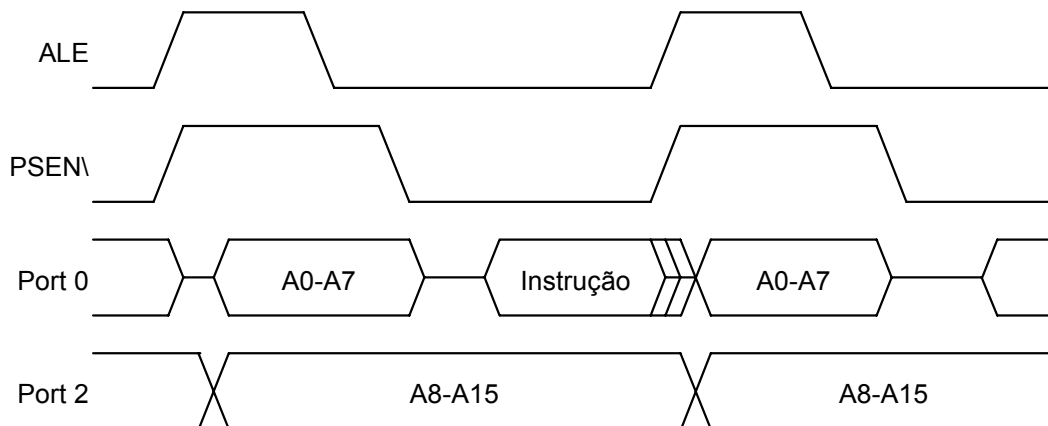 ALE
PSEN\
Port 0 A0-A7 Instrução A0-A7
Port 2 A8-A15 A8-A15